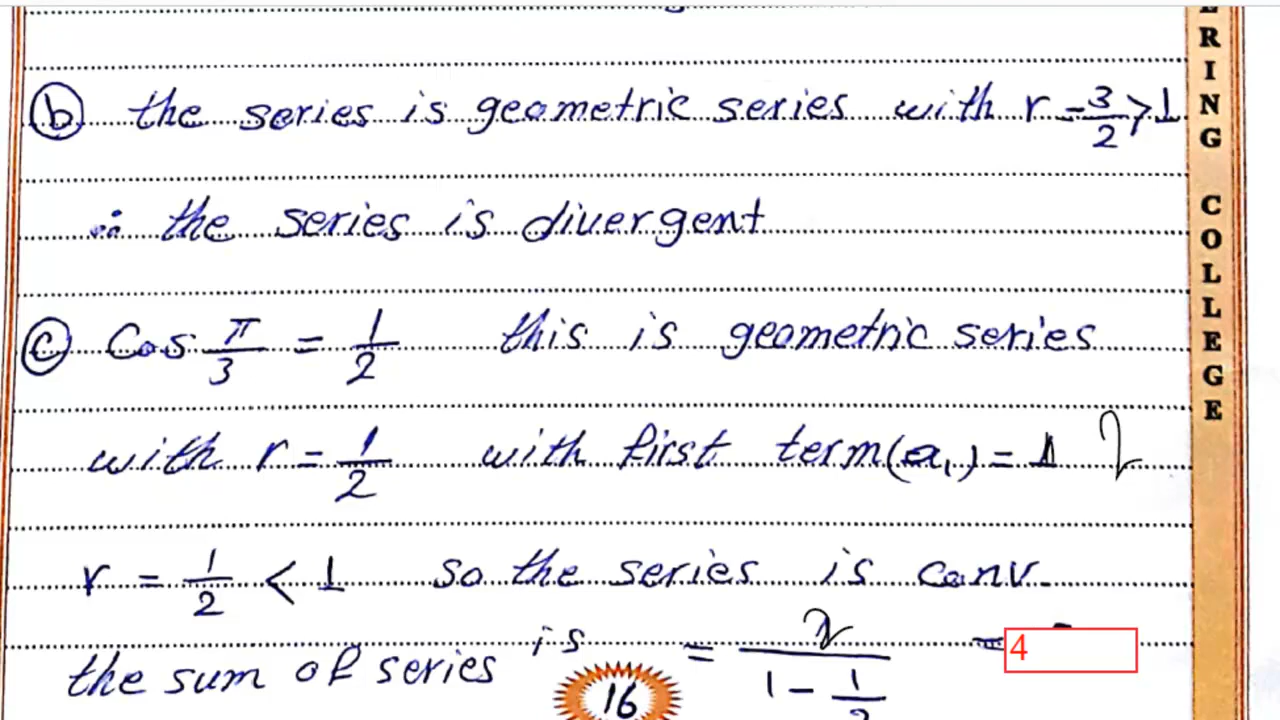 ⓑ the series is geometric series with r = 3/2 > 1
∴ the series is divergent
ⓒ Cos π/3 = 1/2 this is geometric series
with r = 1/2 with first term (a₁) = 1 2
r = 1/2 < 1 so the series is conv.
the sum of series is = 2/(1 - 1/2) = 4
16
ERING COLLEGE